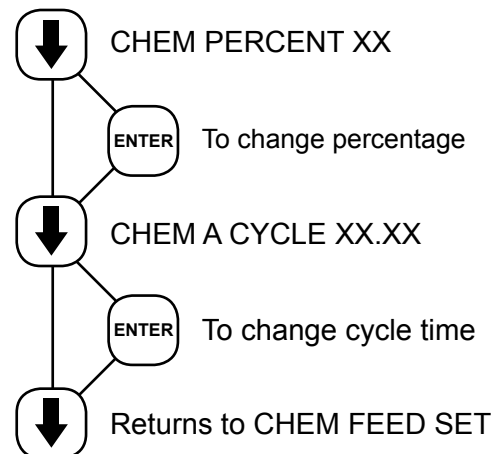 CHEM PERCENT XX
ENTER To change percentage
CHEM A CYCLE XX.XX
ENTER To change cycle time
Returns to CHEM FEED SET